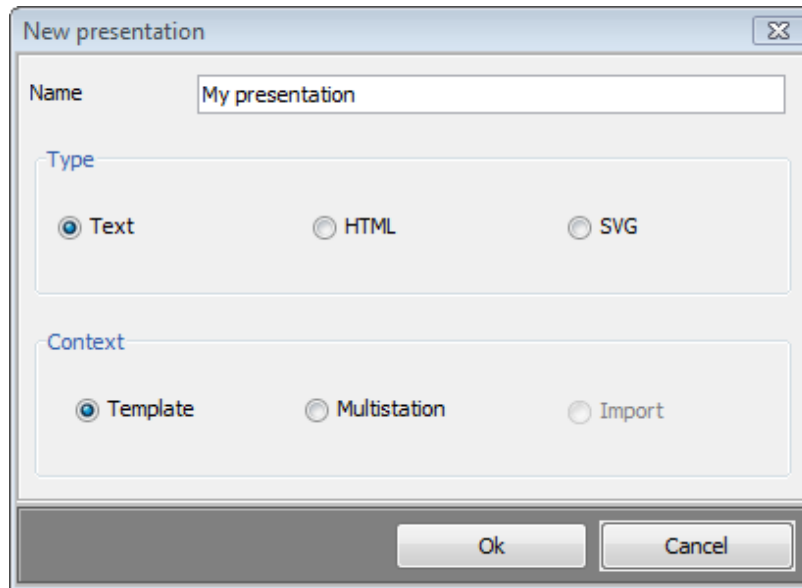 New presentation
Name My presentation
Type
Text HTML SVG
Context
Template Multistation Import
Ok Cancel